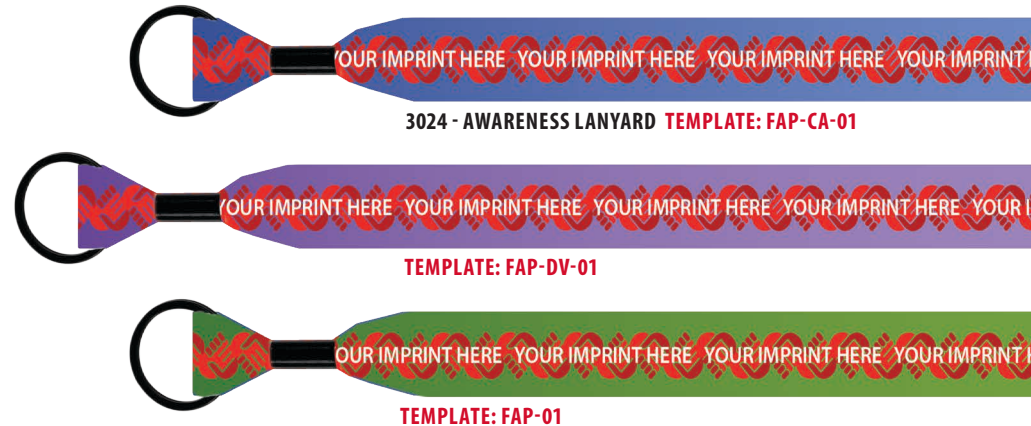 YOUR IMPRINT HERE YOUR IMPRINT HERE YOUR IMPRINT HERE YOUR IMPRINT
3024 - AWARENESS LANYARD TEMPLATE: FAP-CA-01
YOUR IMPRINT HERE YOUR IMPRINT HERE YOUR IMPRINT HERE YOUR IMPRINT HERE YOUR
TEMPLATE: FAP-DV-01
OUR IMPRINT HERE YOUR IMPRINT HERE YOUR IMPRINT HERE YOUR IMPRINT
TEMPLATE: FAP-01